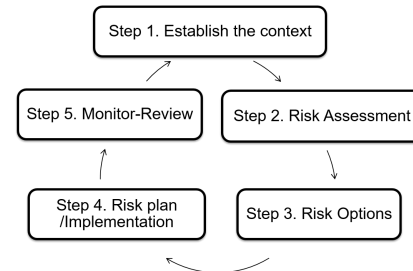 Step 1. Establish the context
Step 5. Monitor-Review
Step 2. Risk Assessment
Step 4. Risk plan
/Implementation
Step 3. Risk Options